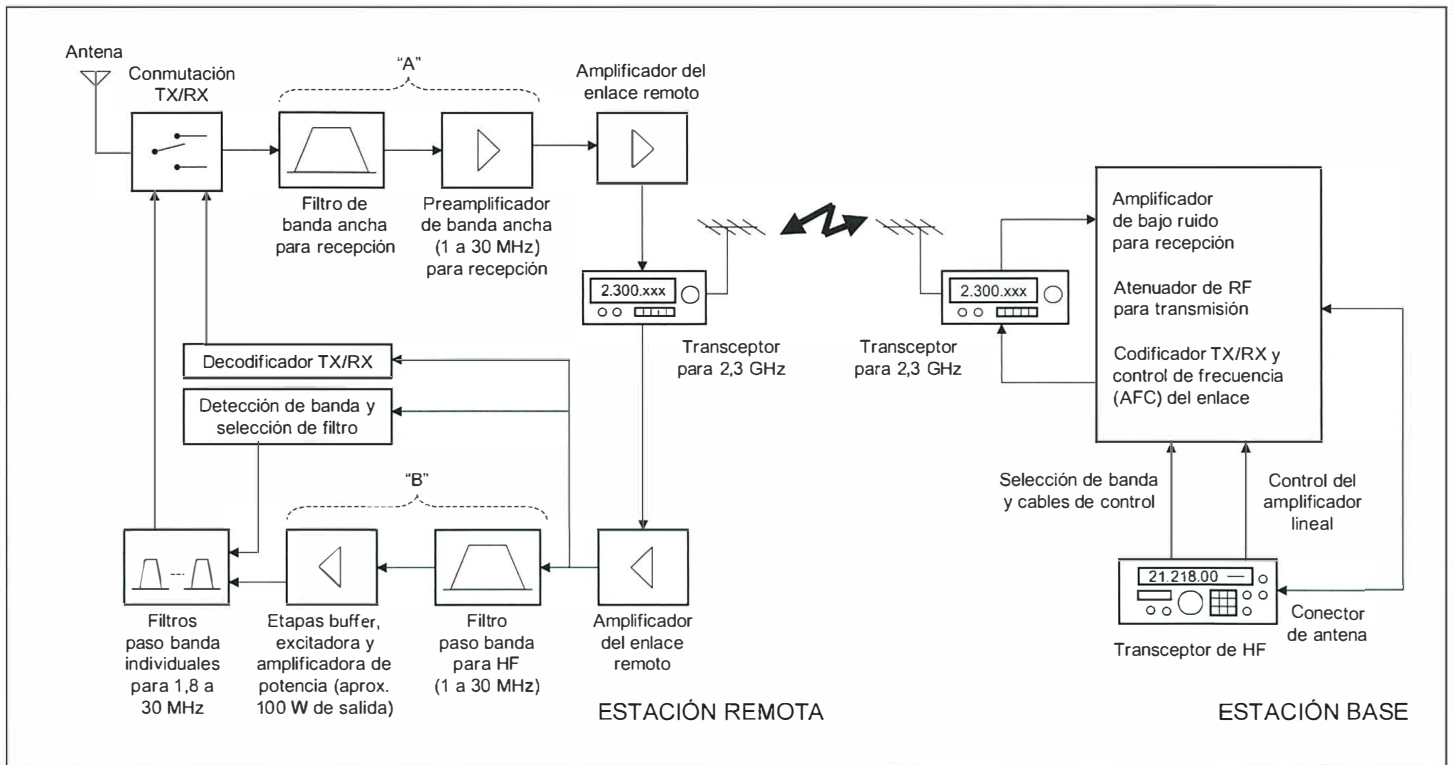 Antena
Conmutación
TX/RX
"A"
Amplificador del
enlace remoto
Filtro de
banda ancha
para recepción
Preamplificador
de banda ancha
(1 a 30 MHz)
para recepción
2.300.xxx
Transceptor
para 2,3 GHz
2.300.xxx
Transceptor
para 2,3 GHz
Amplificador
de bajo ruido
para recepción
Atenuador de RF
para transmisión
Codificador TX/RX y
control de frecuencia
(AFC) del enlace
Decodificador TX/RX
Detección de banda y
selección de filtro
"B"
Filtros
paso banda
individuales
para 1,8 a
30 MHz
Etapas buffer,
excitadora y
amplificadora de
potencia (aprox.
100 W de salida)
Filtro
paso banda
para HF
(1 a 30 MHz)
Amplificador
del enlace
remoto
Selección de banda
y cables de control
Control del
amplificador
lineal
21.218.00
Transceptor de HF
Conector
de antena
ESTACIÓN REMOTA
ESTACIÓN BASE